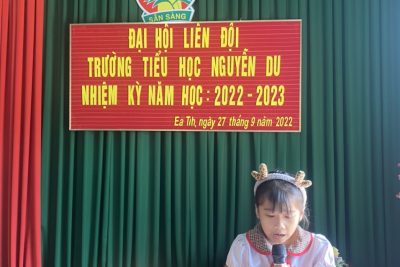 SẴN SÀNG
ĐẠI HỘI LIÊN ĐỘI
TRƯỜNG TIỂU HỌC NGUYỄN DU
NHIỆM KỲ NĂM HỌC : 2022 - 2023
Ea Tih, ngày 27 tháng 9 năm 2022